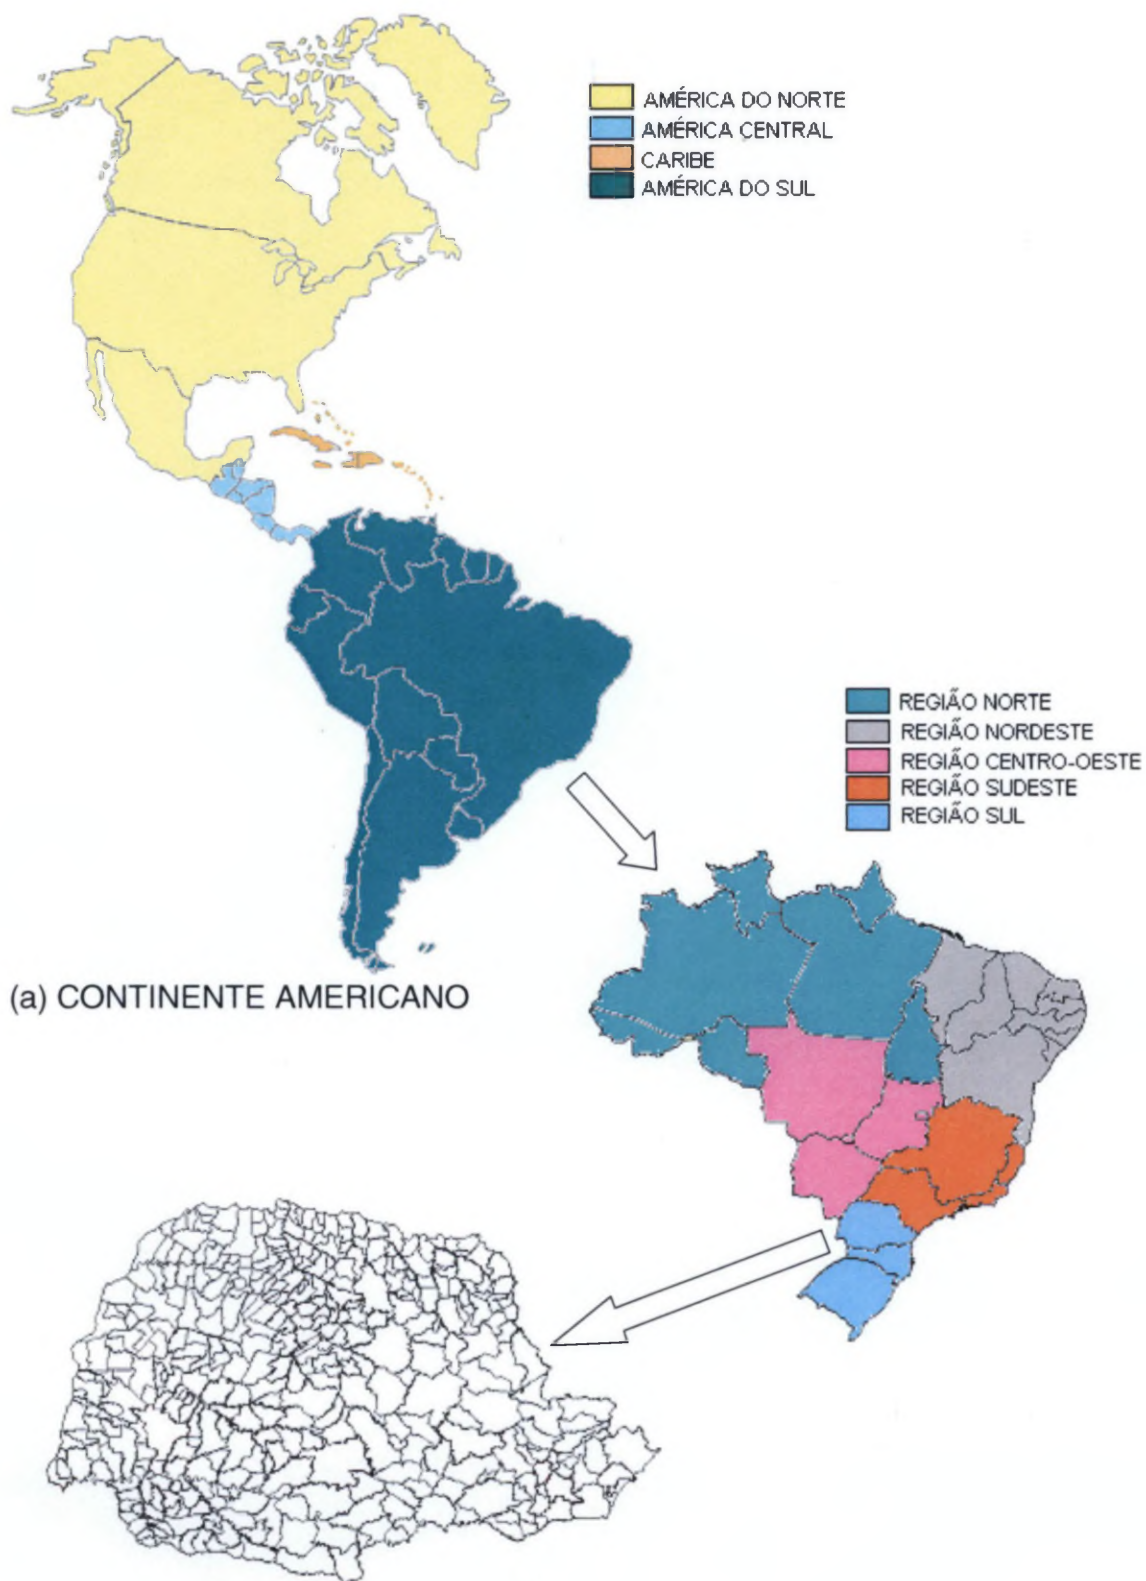 AMÉRICA DO NORTE
AMÉRICA CENTRAL
CARIBE
AMÉRICA DO SUL
REGIÃO NORTE
REGIÃO NORDESTE
REGIÃO CENTRO-OESTE
REGIÃO SUDESTE
REGIÃO SUL
(a) CONTINENTE AMERICANO